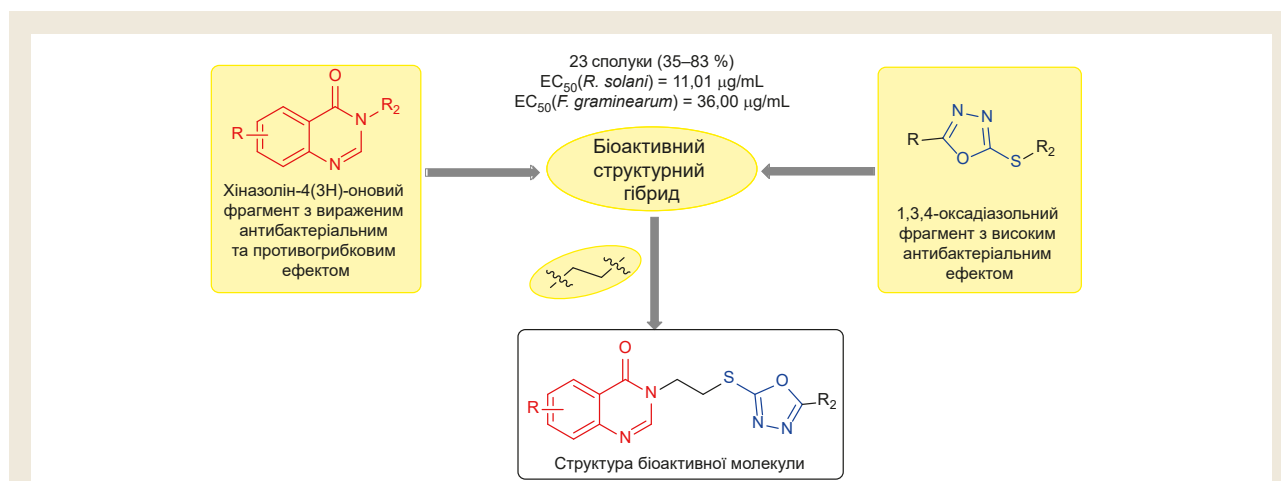 23 сполуки (35–83 %)
EC50(R. solani) = 11,01 µg/mL
EC50(F. graminearum) = 36,00 µg/mL
O
R
N
R2
N
Хіназолін-4(3H)-оновий
фрагмент з вираженим
антибактеріальним
та противогрибковим
ефектом
Біоактивний
структурний
гібрид
N
N
R
O
S
R2
1,3,4-оксадіазольний
фрагмент з високим
антибактеріальним
ефектом
O
R
N
N
S
O
R2
N
N
Структура біоактивної молекули